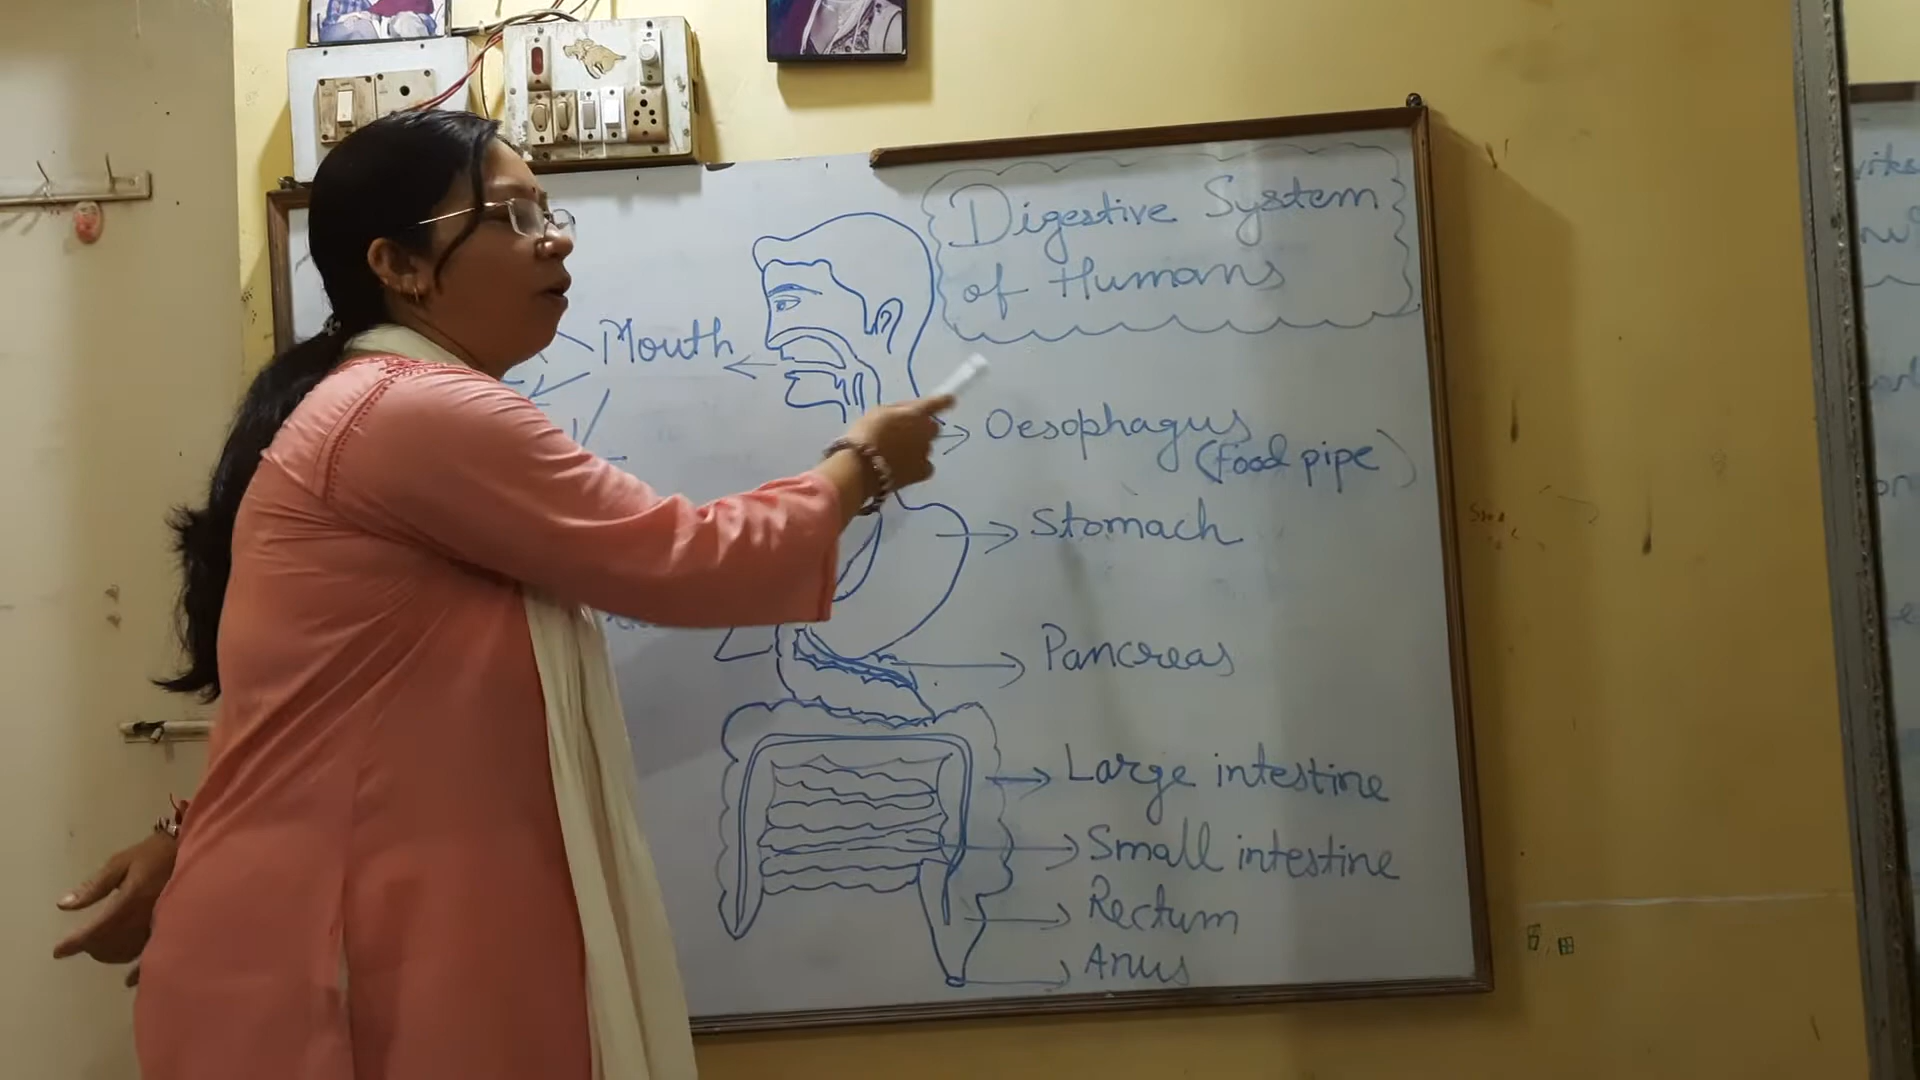 Digestive System
of Humans
Mouth
Oesophagus
(Food pipe)
Stomach
Pancreas
Large intestine
Small intestine
Rectum
Anus